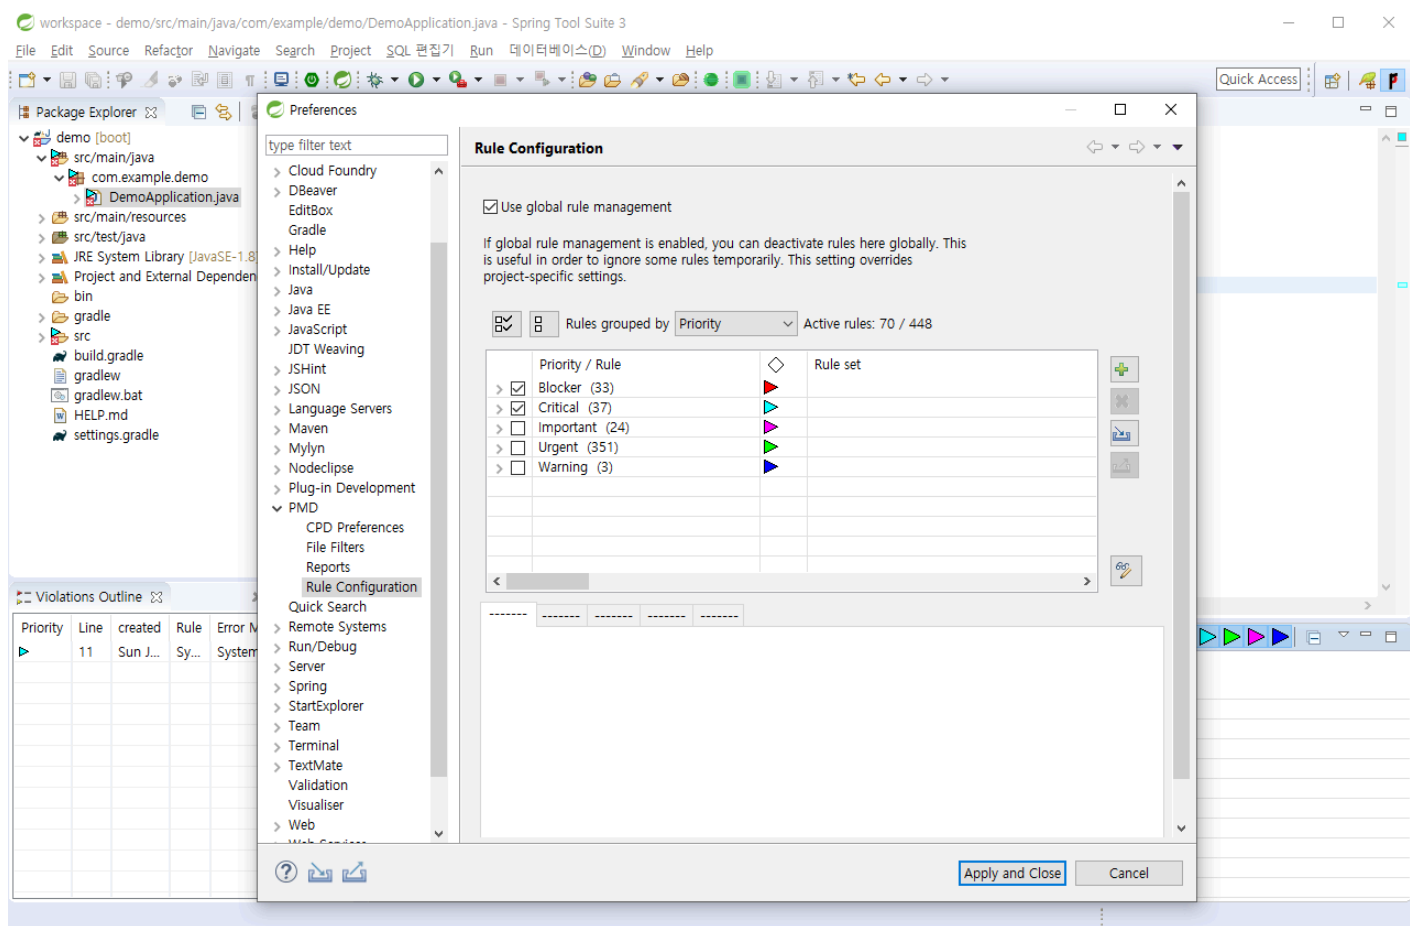 workspace - demo/src/main/java/com/example/demo/DemoApplication.java - Spring Tool Suite 3
File Edit Source Refactor Navigate Search Project SQL 편집기 Run 데이터베이스(D) Window Help
Quick Access
Package Explorer
demo [boot]
src/main/java
com.example.demo
DemoApplication.java
src/main/resources
src/test/java
JRE System Library [JavaSE-1.8
Project and External Dependen
bin
gradle
src
build.gradle
gradlew
gradlew.bat
HELP.md
settings.gradle
Violations Outline
Priority Line created Rule Error M
11 Sun J... Sy... System
Preferences
type filter text
Cloud Foundry
DBeaver
EditBox
Gradle
Help
Install/Update
Java
Java EE
JavaScript
JDT Weaving
JSHint
JSON
Language Servers
Maven
Mylyn
Nodeclipse
Plug-in Development
PMD
CPD Preferences
File Filters
Reports
Rule Configuration
Quick Search
Remote Systems
Run/Debug
Server
Spring
StartExplorer
Team
Terminal
TextMate
Validation
Visualiser
Web
Web Services
Rule Configuration
Use global rule management
If global rule management is enabled, you can deactivate rules here globally. This
is useful in order to ignore some rules temporarily. This setting overrides
project-specific settings.
Rules grouped by Priority Active rules: 70 / 448
Priority / Rule Rule set
Blocker (33)
Critical (37)
Important (24)
Urgent (351)
Warning (3)
------- ------- ------- ------- -------
Apply and Close Cancel